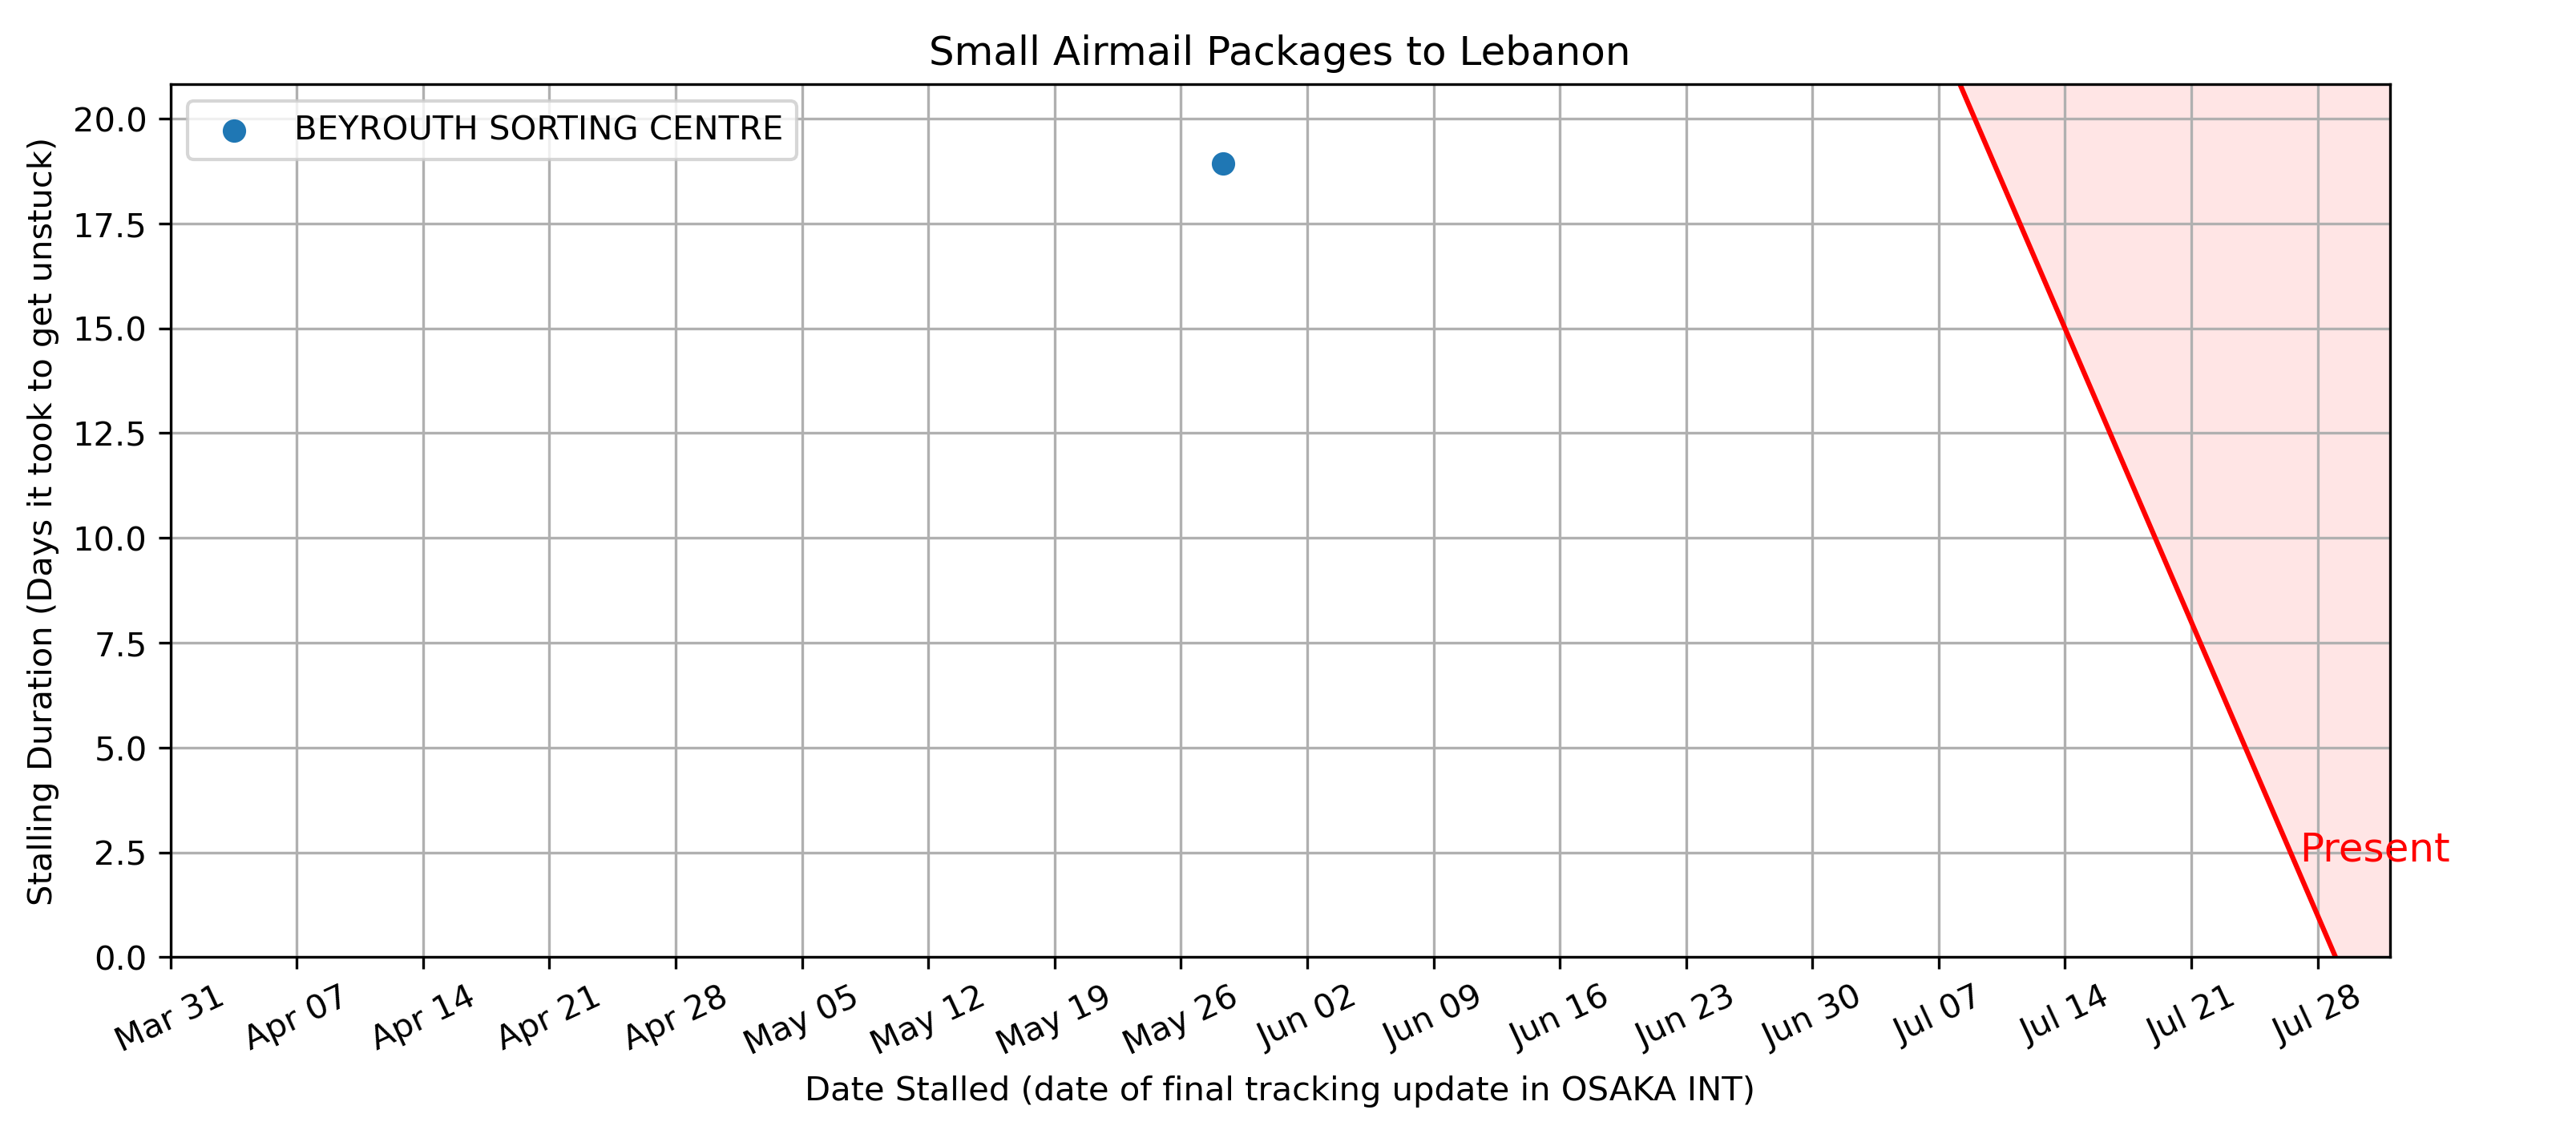 Small Airmail Packages to Lebanon
BEYROUTH SORTING CENTRE
Stalling Duration (Days it took to get unstuck)
20.0
17.5
15.0
12.5
10.0
7.5
5.0
2.5
0.0
Present
Mar 31
Apr 07
Apr 14
Apr 21
Apr 28
May 05
May 12
May 19
May 26
Jun 02
Jun 09
Jun 16
Jun 23
Jun 30
Jul 07
Jul 14
Jul 21
Jul 28
Date Stalled (date of final tracking update in OSAKA INT)